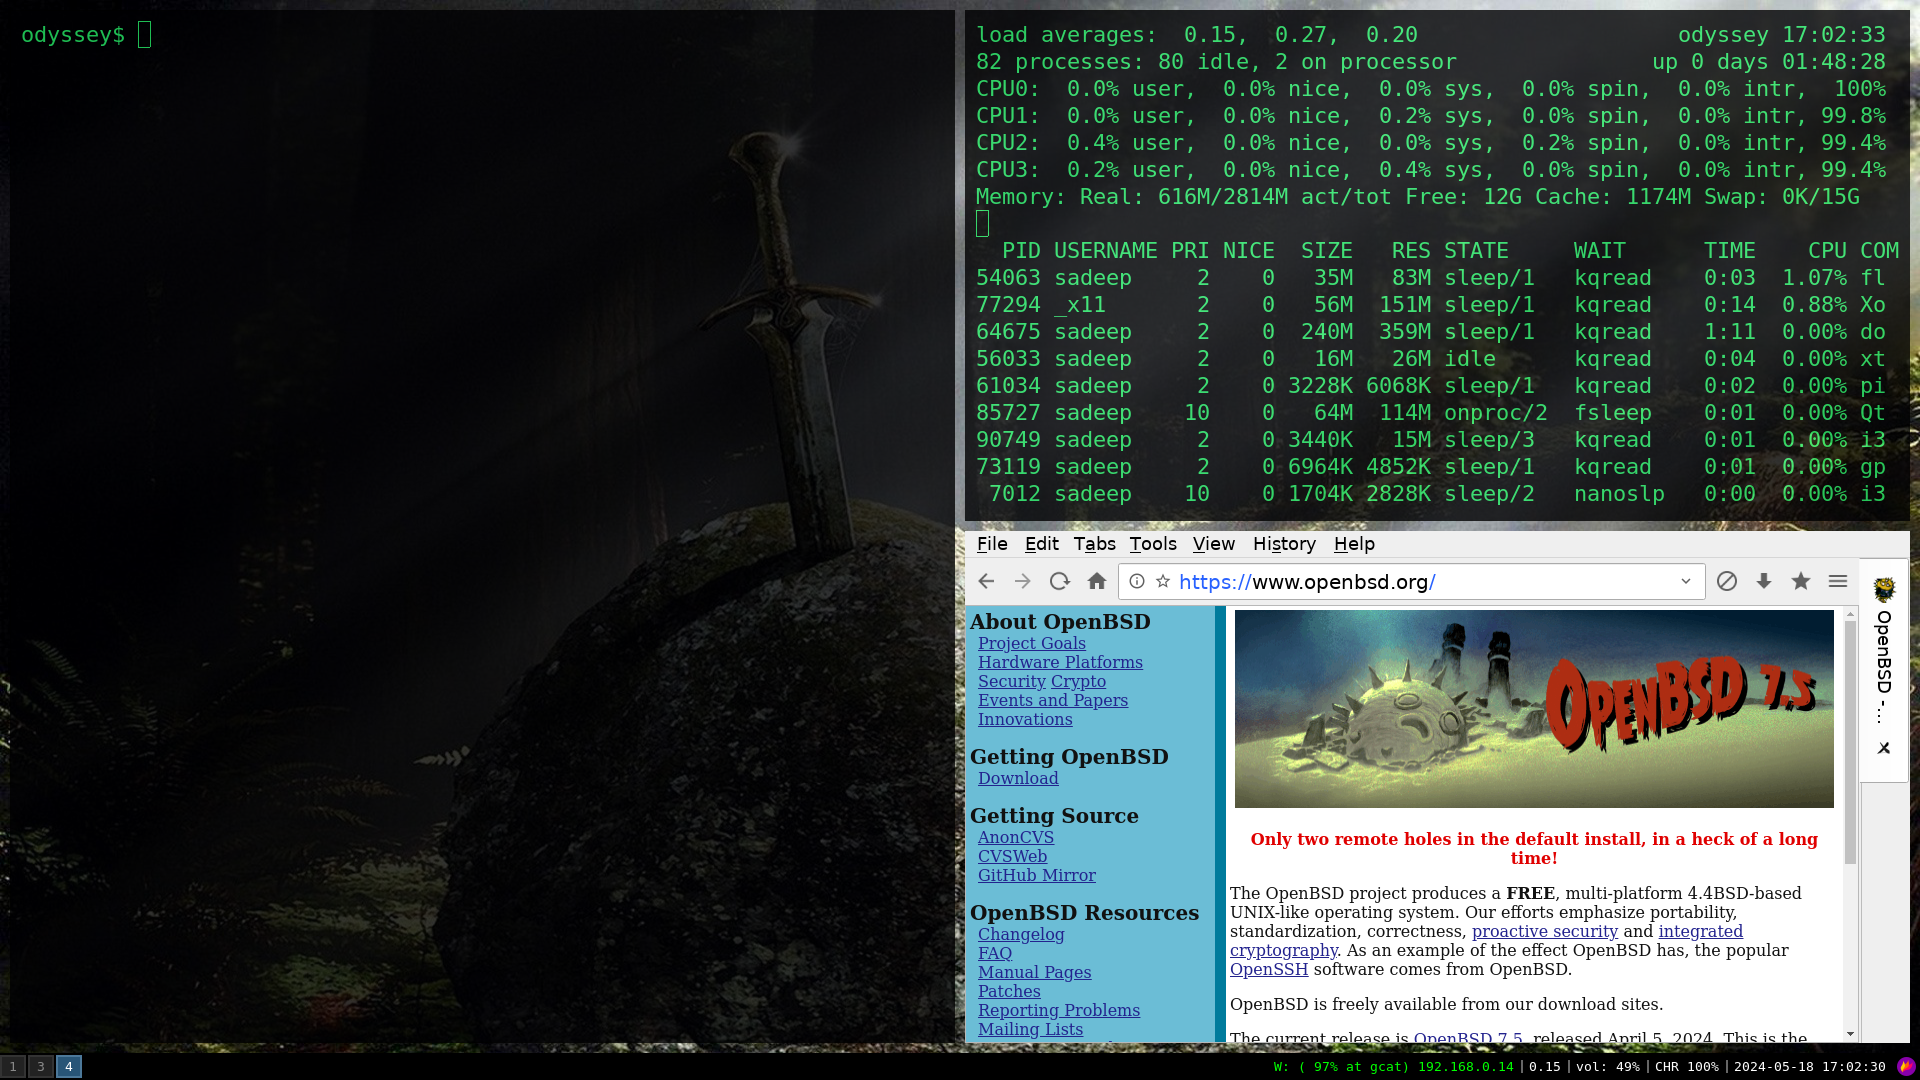 odyssey$
load averages:  0.15,  0.27,  0.20                    odyssey 17:02:33
82 processes: 80 idle, 2 on processor               up 0 days 01:48:28
CPU0:  0.0% user,  0.0% nice,  0.0% sys,  0.0% spin,  0.0% intr,  100%
CPU1:  0.0% user,  0.0% nice,  0.2% sys,  0.0% spin,  0.0% intr, 99.8%
CPU2:  0.4% user,  0.0% nice,  0.0% sys,  0.2% spin,  0.0% intr, 99.4%
CPU3:  0.2% user,  0.0% nice,  0.4% sys,  0.0% spin,  0.0% intr, 99.4%
Memory: Real: 616M/2814M act/tot Free: 12G Cache: 1174M Swap: 0K/15G
  PID USERNAME PRI NICE  SIZE   RES STATE     WAIT      TIME    CPU COM
54063 sadeep     2    0   35M   83M sleep/1   kqread    0:03  1.07% fl
77294 _x11       2    0   56M  151M sleep/1   kqread    0:14  0.88% Xo
64675 sadeep     2    0  240M  359M sleep/1   kqread    1:11  0.00% do
56033 sadeep     2    0   16M   26M idle      kqread    0:04  0.00% xt
61034 sadeep     2    0 3228K 6068K sleep/1   kqread    0:02  0.00% pi
85727 sadeep    10    0   64M  114M onproc/2  fsleep    0:01  0.00% Qt
90749 sadeep     2    0 3440K   15M sleep/3   kqread    0:01  0.00% i3
73119 sadeep     2    0 6964K 4852K sleep/1   kqread    0:01  0.00% gp
 7012 sadeep    10    0 1704K 2828K sleep/2   nanoslp   0:00  0.00% i3
File Edit Tabs Tools View History Help
https://www.openbsd.org/
OpenBSD -...
About OpenBSD
Project Goals
Hardware Platforms
Security Crypto
Events and Papers
Innovations
Getting OpenBSD
Download
Getting Source
AnonCVS
CVSWeb
GitHub Mirror
OpenBSD Resources
Changelog
FAQ
Manual Pages
Patches
Reporting Problems
Mailing Lists
OPENBSD 7.5
Only two remote holes in the default install, in a heck of a long
time!
The OpenBSD project produces a FREE, multi-platform 4.4BSD-based
UNIX-like operating system. Our efforts emphasize portability,
standardization, correctness, proactive security and integrated
cryptography. As an example of the effect OpenBSD has, the popular
OpenSSH software comes from OpenBSD.
OpenBSD is freely available from our download sites.
The current release is OpenBSD 7.5, released April 5, 2024. This is the
1 3 4
W: ( 97% at gcat) 192.168.0.14 | 0.15 | vol: 49% | CHR 100% | 2024-05-18 17:02:30